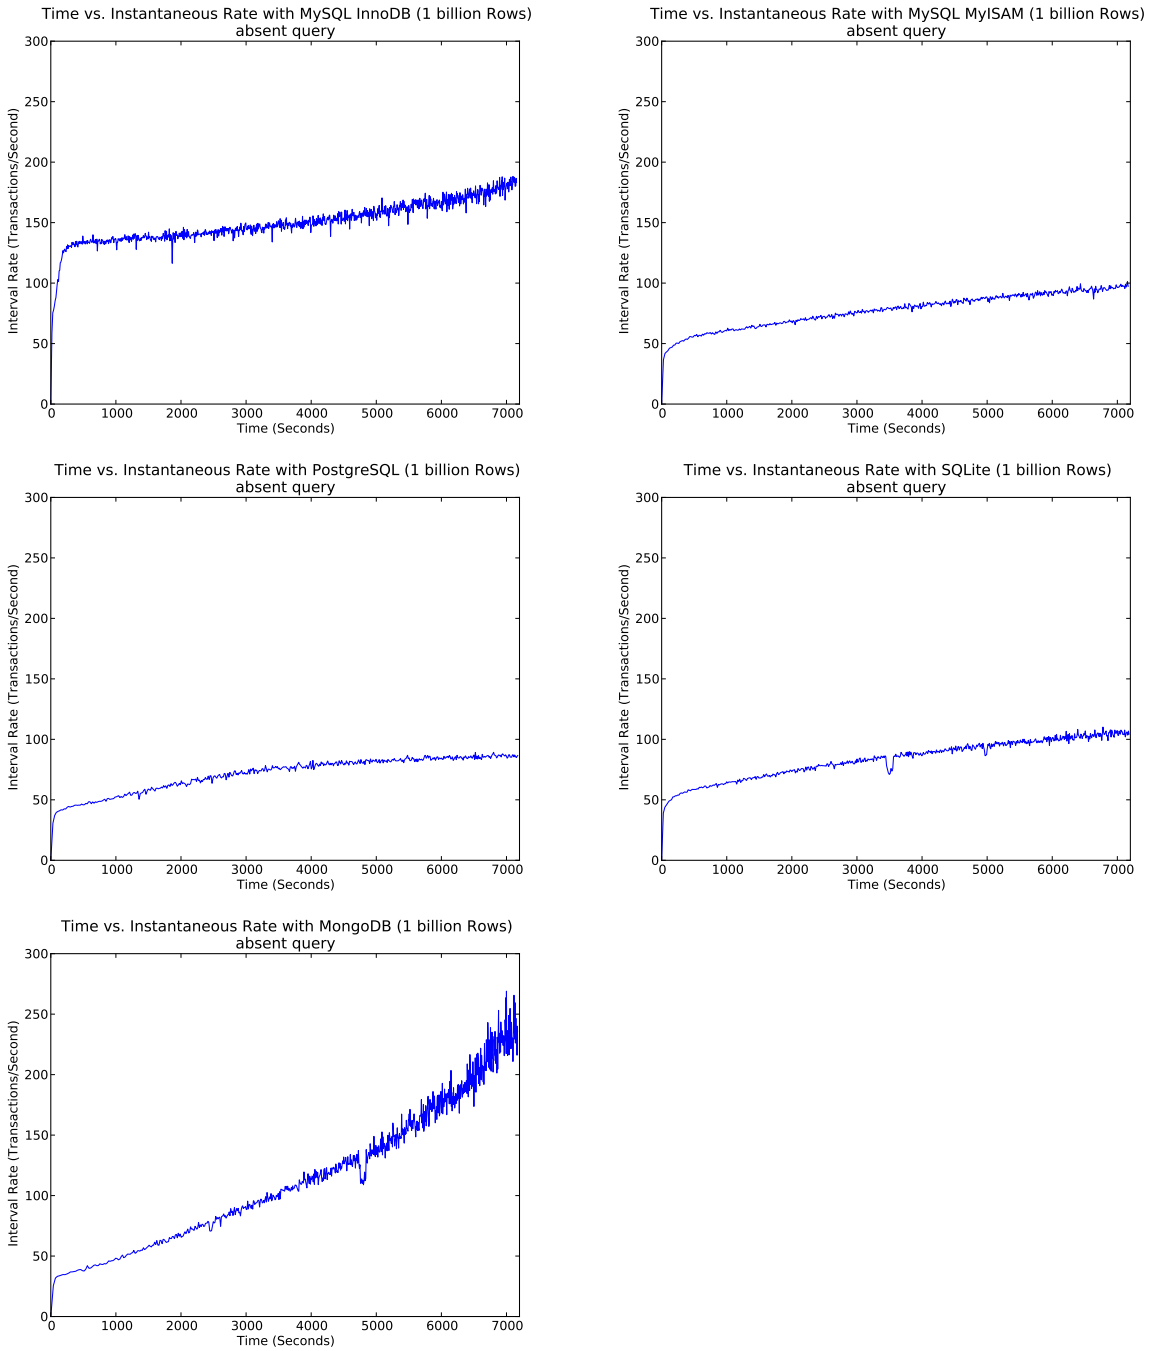 Time vs. Instantaneous Rate with MySQL InnoDB (1 billion Rows)
absent query
300
250
200
150
100
50
0
Interval Rate (Transactions/Second)
0 1000 2000 3000 4000 5000 6000 7000
Time (Seconds)
Time vs. Instantaneous Rate with MySQL MyISAM (1 billion Rows)
absent query
300
250
200
150
100
50
0
Interval Rate (Transactions/Second)
0 1000 2000 3000 4000 5000 6000 7000
Time (Seconds)
Time vs. Instantaneous Rate with PostgreSQL (1 billion Rows)
absent query
300
250
200
150
100
50
0
Interval Rate (Transactions/Second)
0 1000 2000 3000 4000 5000 6000 7000
Time (Seconds)
Time vs. Instantaneous Rate with SQLite (1 billion Rows)
absent query
300
250
200
150
100
50
0
Interval Rate (Transactions/Second)
0 1000 2000 3000 4000 5000 6000 7000
Time (Seconds)
Time vs. Instantaneous Rate with MongoDB (1 billion Rows)
absent query
300
250
200
150
100
50
0
Interval Rate (Transactions/Second)
0 1000 2000 3000 4000 5000 6000 7000
Time (Seconds)